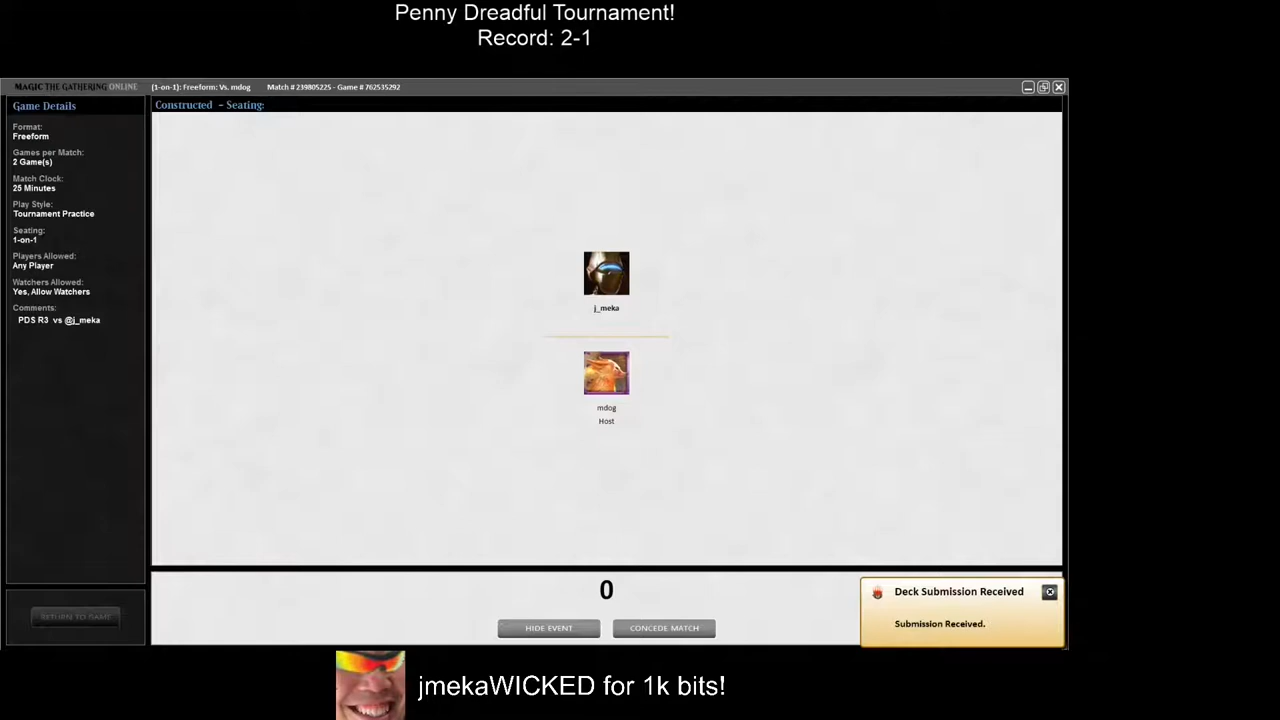 Penny Dreadful Tournament!
Record: 2-1
MAGIC THE GATHERING ONLINE (1-on-1): Freeform: Vs. mdog Match # 239805225 - Game # 762535292
Game Details
Constructed - Seating:
Format:
Freeform
Games per Match:
2 Game(s)
Match Clock:
25 Minutes
Play Style:
Tournament Practice
Seating:
1-on-1
Players Allowed:
Any Player
Watchers Allowed:
Yes, Allow Watchers
Comments:
PDS R3 vs @j_meka
j_meka
mdog
Host
0
HIDE EVENT
CONCEDE MATCH
RETURN TO GAME
Deck Submission Received
Submission Received.
jmekaWICKED for 1k bits!